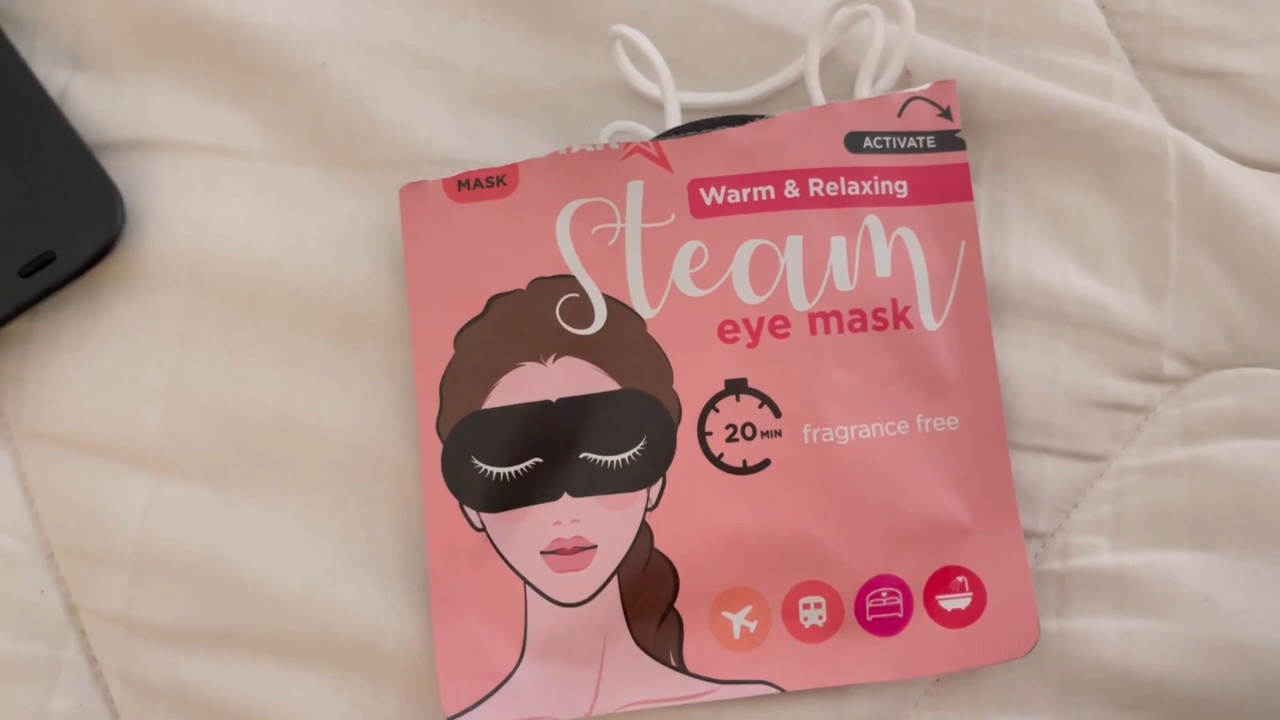 ACTIVATE
MASK
Warm & Relaxing
Steam
eye mask
20 MIN
fragrance free